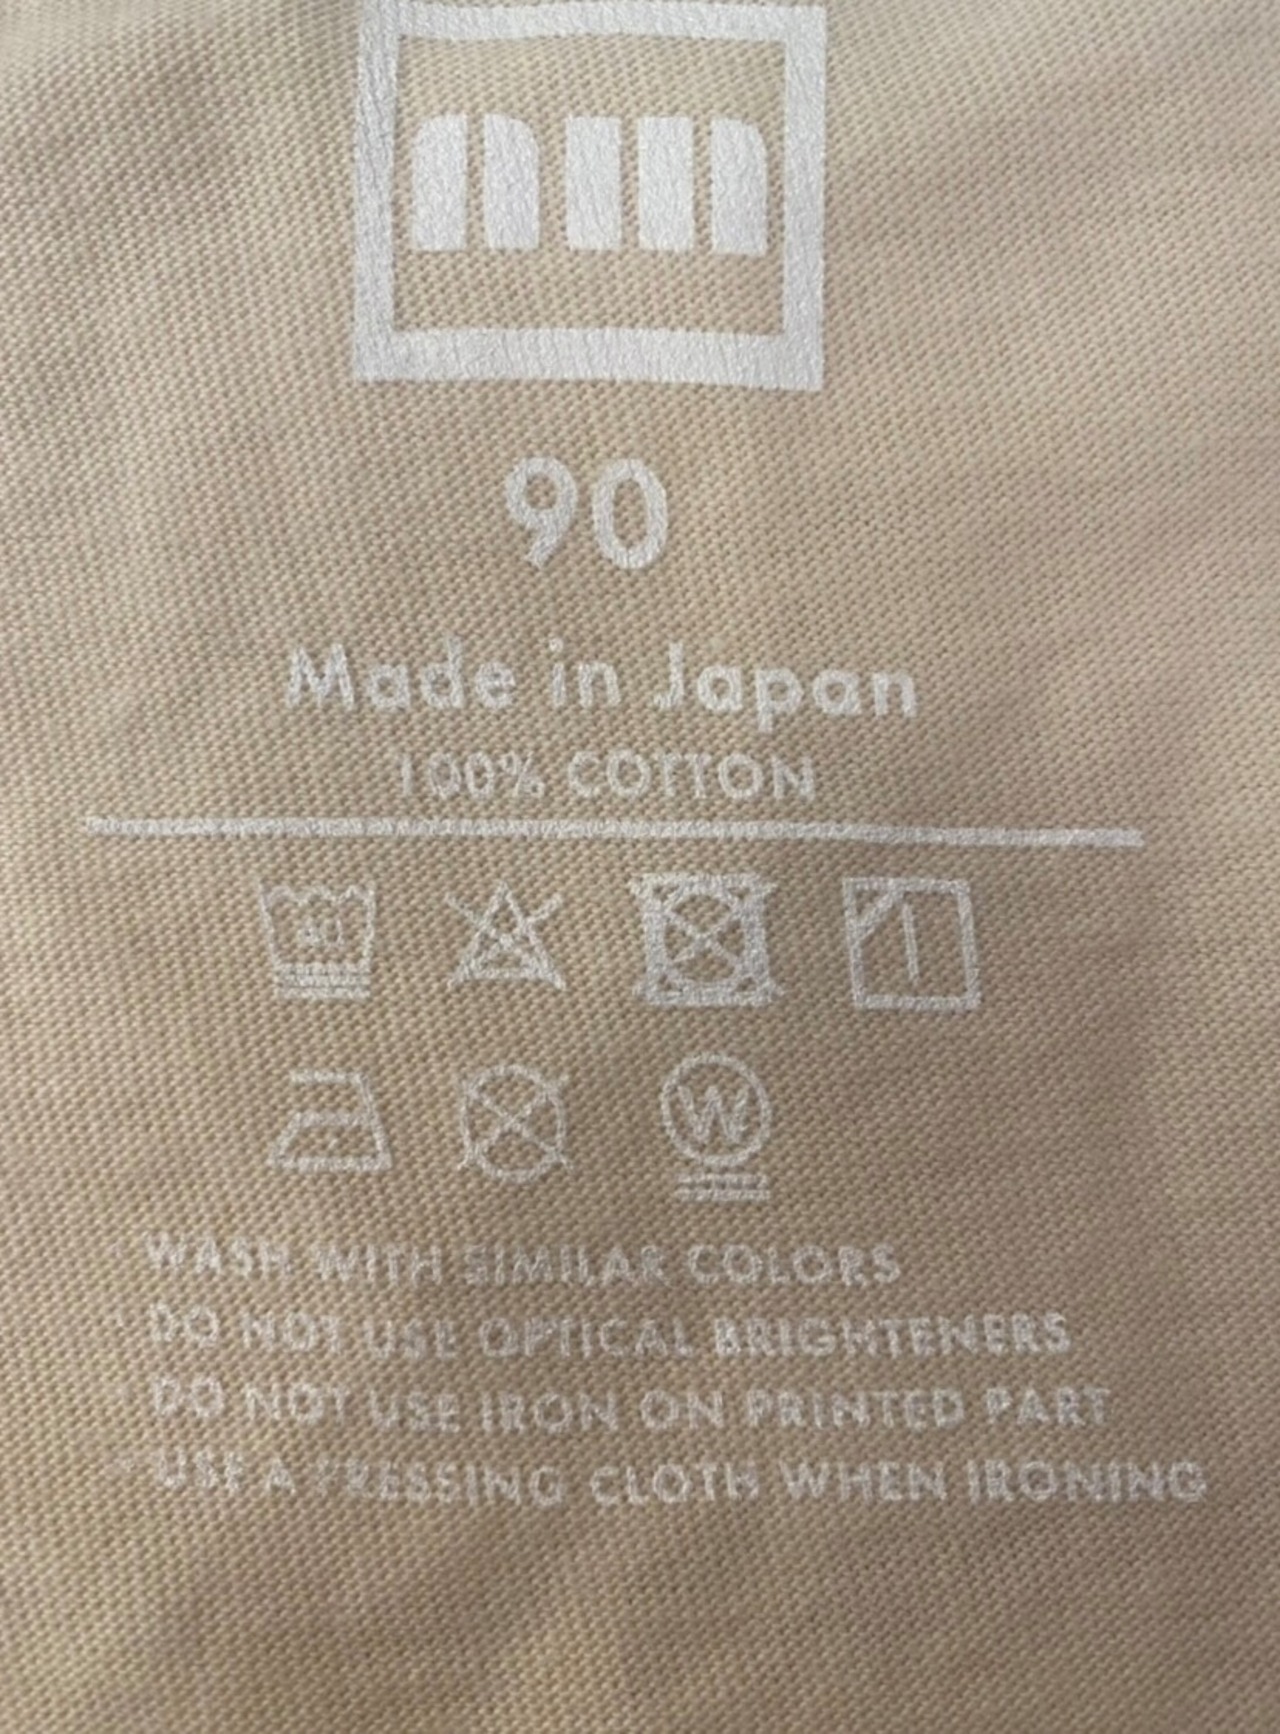 90
Made in Japan
100% COTTON
40
W
WASH WITH SIMILAR COLORS
DO NOT USE OPTICAL BRIGHTENERS
DO NOT USE IRON ON PRINTED PART
USE A PRESSING CLOTH WHEN IRONING